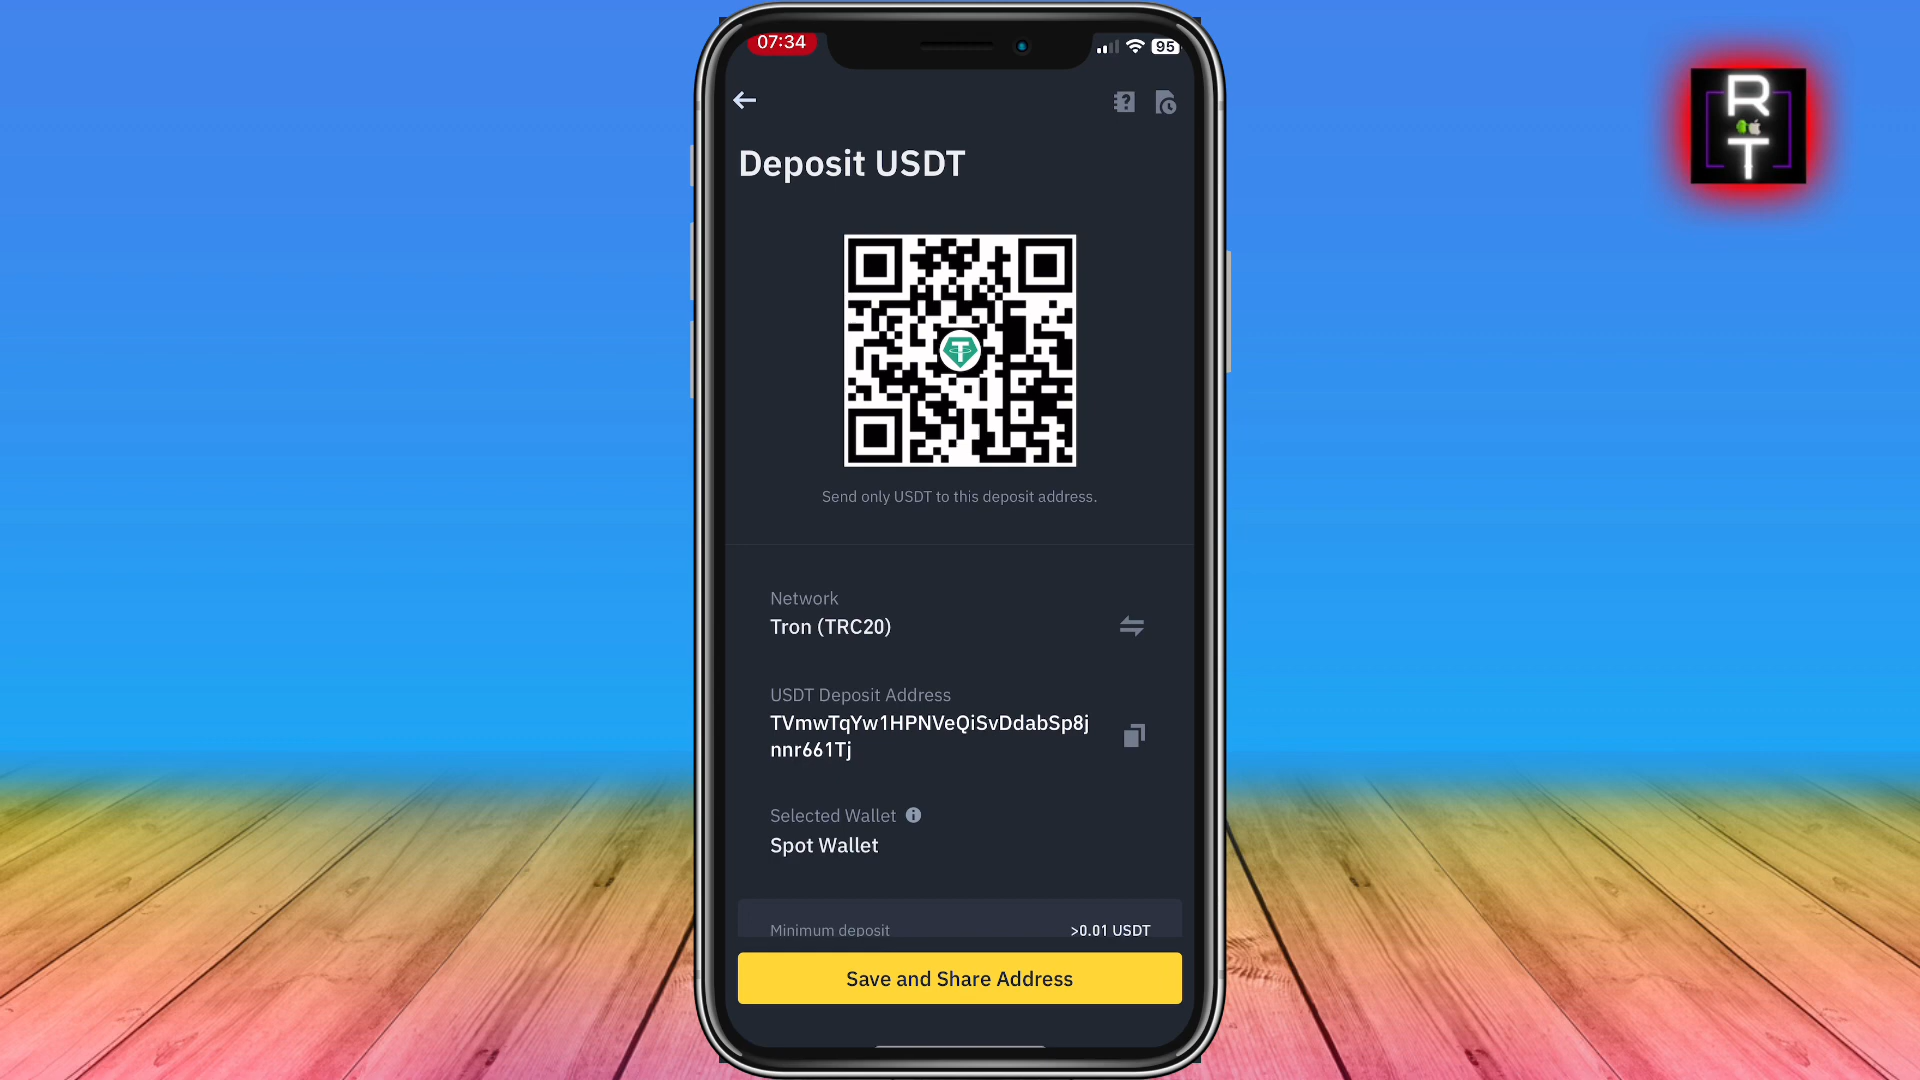 07:34
95
R
T
Deposit USDT
Send only USDT to this deposit address.
Network
Tron (TRC20)
USDT Deposit Address
TVmwTqYw1HPNVeQiSvDdabSp8j
nnr661Tj
Selected Wallet
Spot Wallet
Minimum deposit >0.01 USDT
Save and Share Address